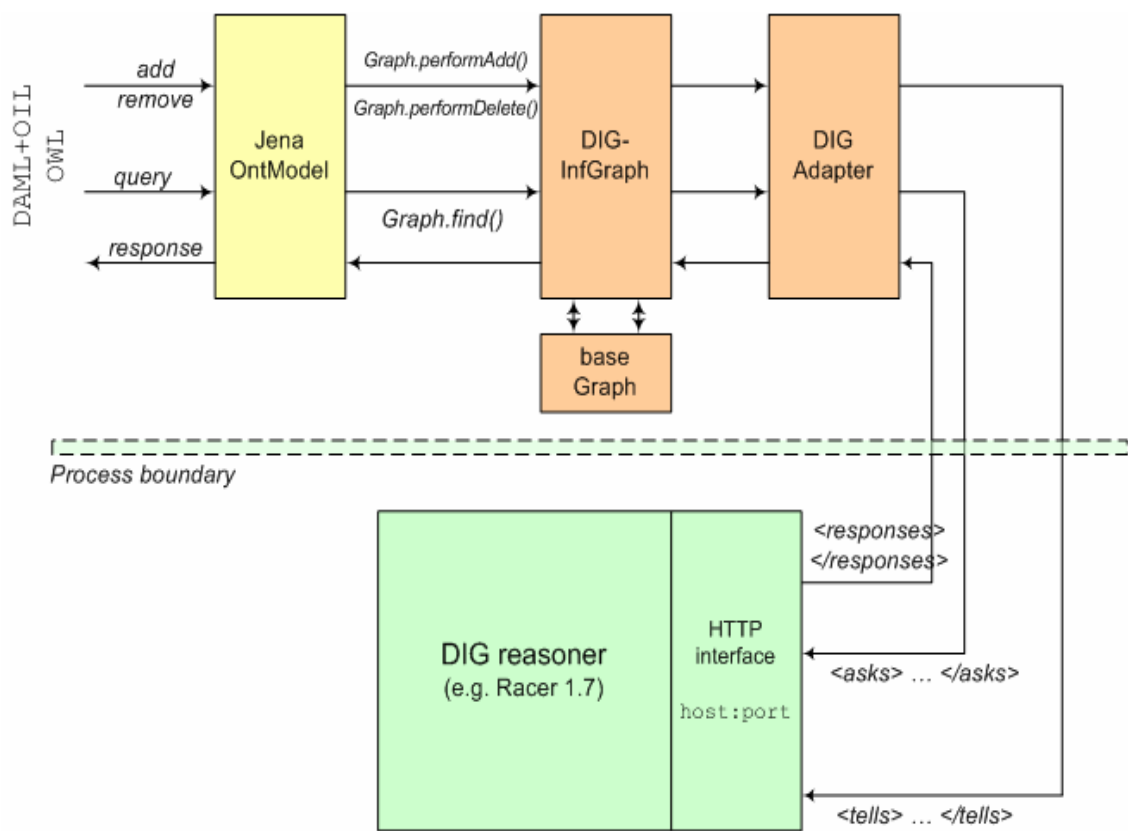 DAML+OIL
OWL
add
remove
query
response
Jena
OntModel
Graph.performAdd()
Graph.performDelete()
Graph.find()
DIG-
InfGraph
DIG
Adapter
base
Graph
Process boundary
DIG reasoner
(e.g. Racer 1.7)
HTTP
interface
host:port
<responses>
</responses>
<asks> ... </asks>
<tells> ... </tells>